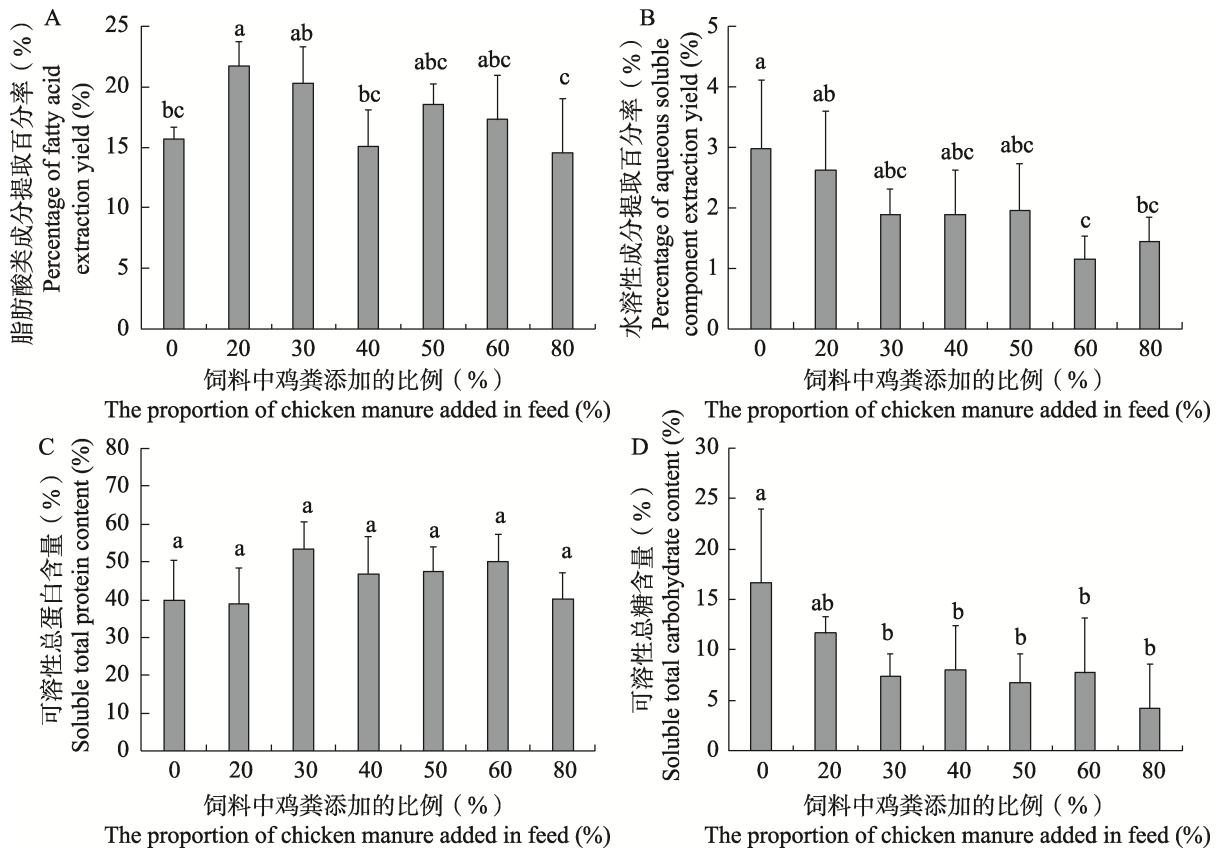 A
脂肪酸类成分提取百分率（%）
Percentage of fatty acid
extraction yield (%)
25
20
15
10
5
0
bc
a
ab
bc
abc
abc
c
0 20 30 40 50 60 80
饲料中鸡粪添加的比例（%）
The proportion of chicken manure added in feed (%)
B
水溶性成分提取百分率（%）
Percentage of aqueous soluble
component extraction yield (%)
5
4
3
2
1
0
a
ab
abc
abc
abc
c
bc
0 20 30 40 50 60 80
饲料中鸡粪添加的比例（%）
The proportion of chicken manure added in feed (%)
C
可溶性总蛋白含量（%）
Soluble total protein content (%)
80
70
60
50
40
30
20
10
0
a
a
a
a
a
a
a
0 20 30 40 50 60 80
饲料中鸡粪添加的比例（%）
The proportion of chicken manure added in feed (%)
D
可溶性总糖含量（%）
Soluble total carbohydrate content (%)
30
25
20
15
10
5
0
a
ab
b
b
b
b
b
0 20 30 40 50 60 80
饲料中鸡粪添加的比例（%）
The proportion of chicken manure added in feed (%)